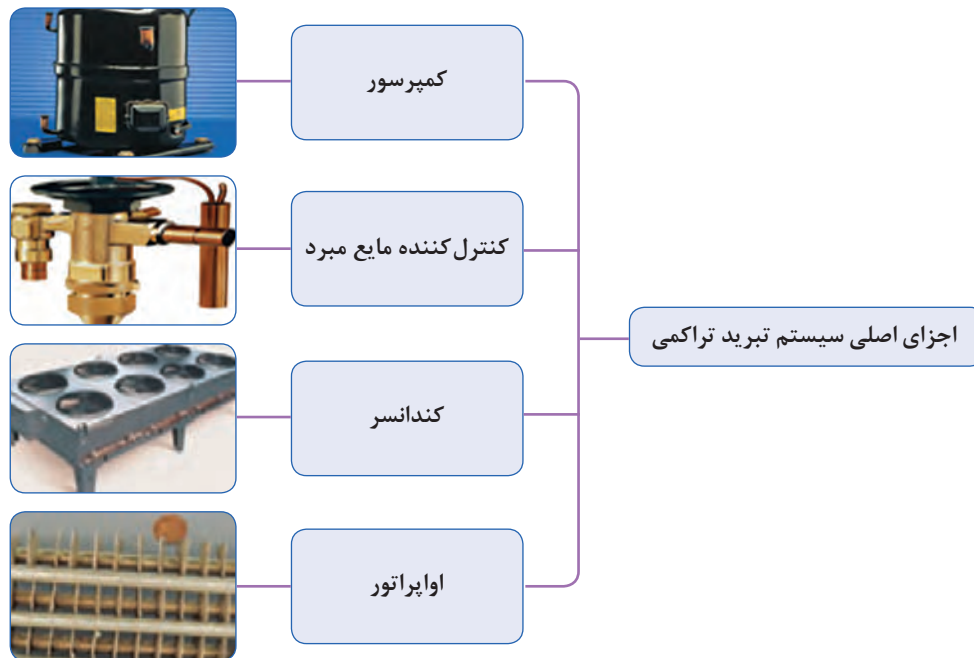 اجزای اصلی سیستم تبرید تراکمی
کمپرسور
کنترل‌کننده مایع مبرد
کندانسر
اواپراتور